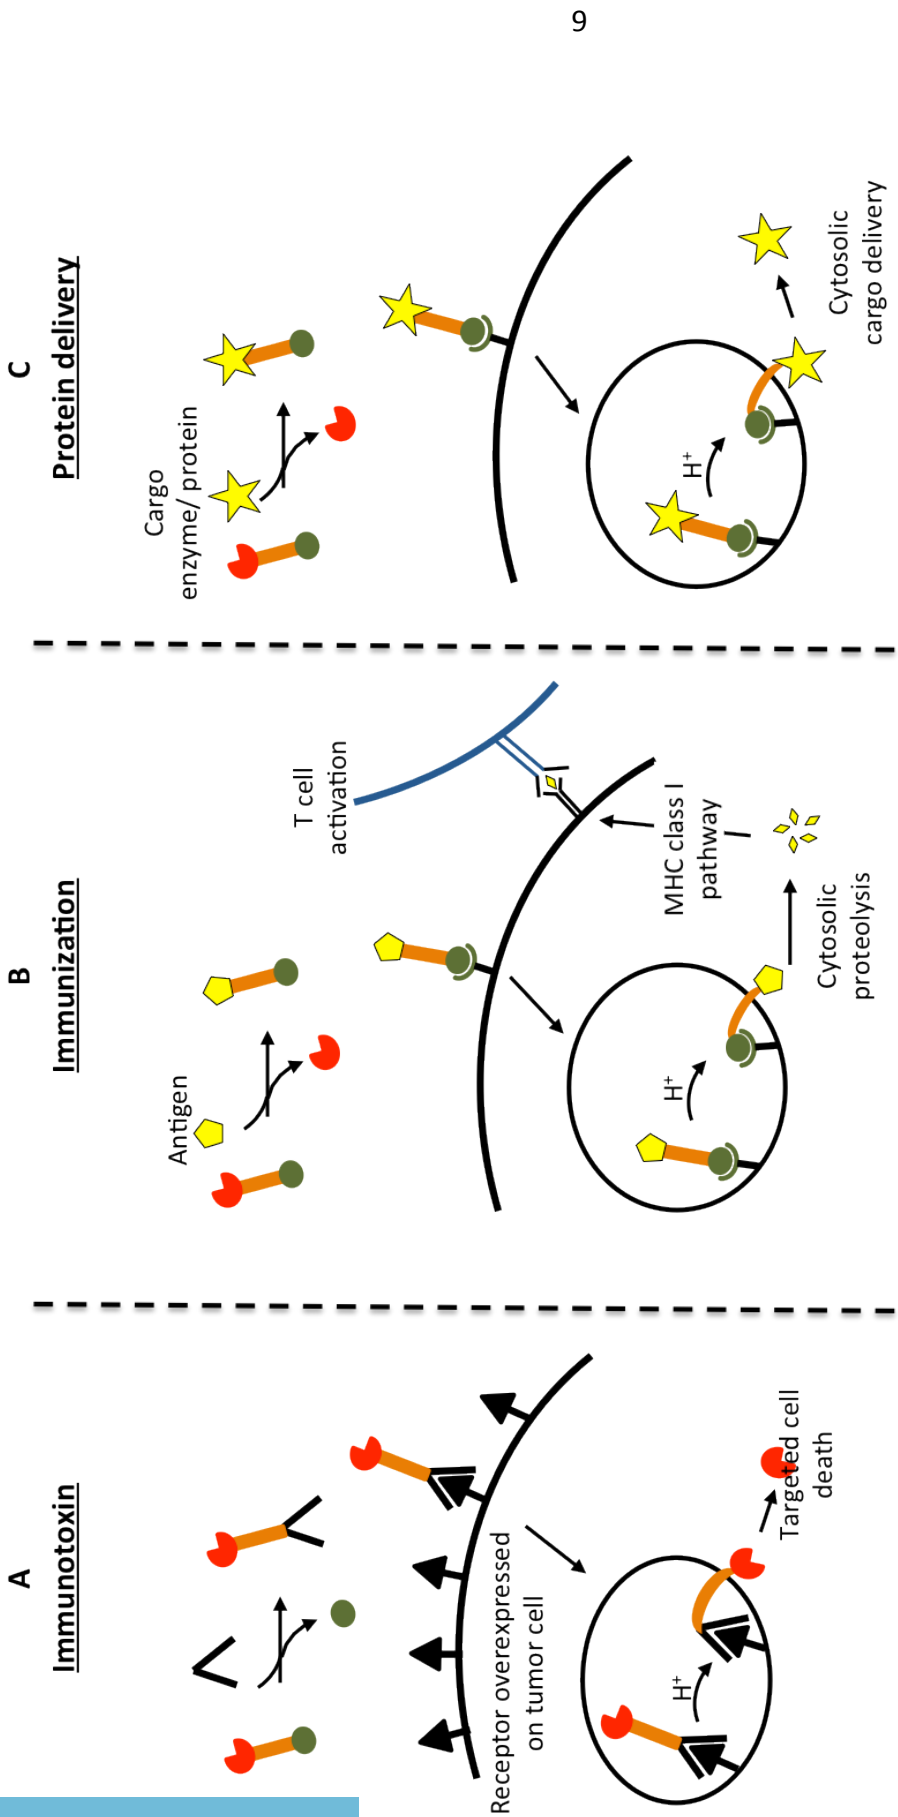 9
A
Immunotoxin
Receptor overexpressed
on tumor cell
H+
Targeted cell
death
B
Immunization
Antigen
T cell
activation
H+
MHC class I
pathway
Cytosolic
proteolysis
C
Protein delivery
Cargo
enzyme/ protein
H+
Cytosolic
cargo delivery